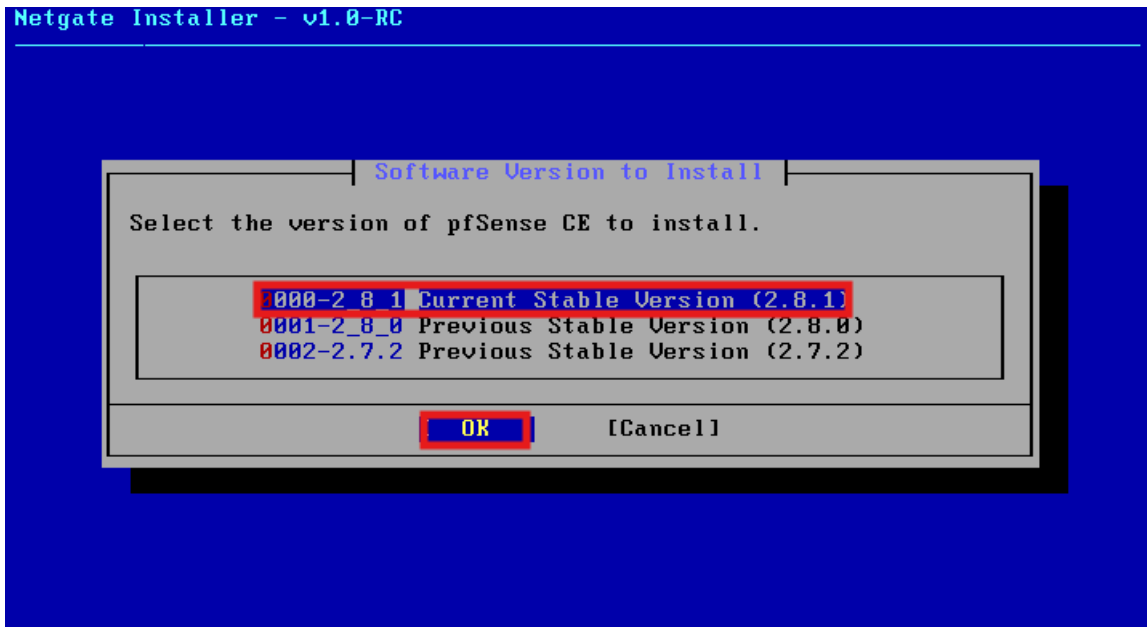 Netgate Installer - v1.0-RC
Software Version to Install
Select the version of pfSense CE to install.
0000-2_8_1 Current Stable Version (2.8.1)
0001-2_8_0 Previous Stable Version (2.8.0)
0002-2.7.2 Previous Stable Version (2.7.2)
[ OK ] [Cancel]